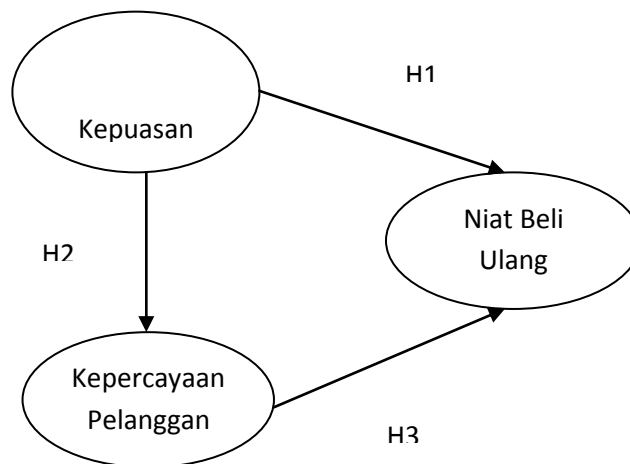 H1
Kepuasan
Niat Beli
Ulang
H2
Kepercayaan
Pelanggan
H3